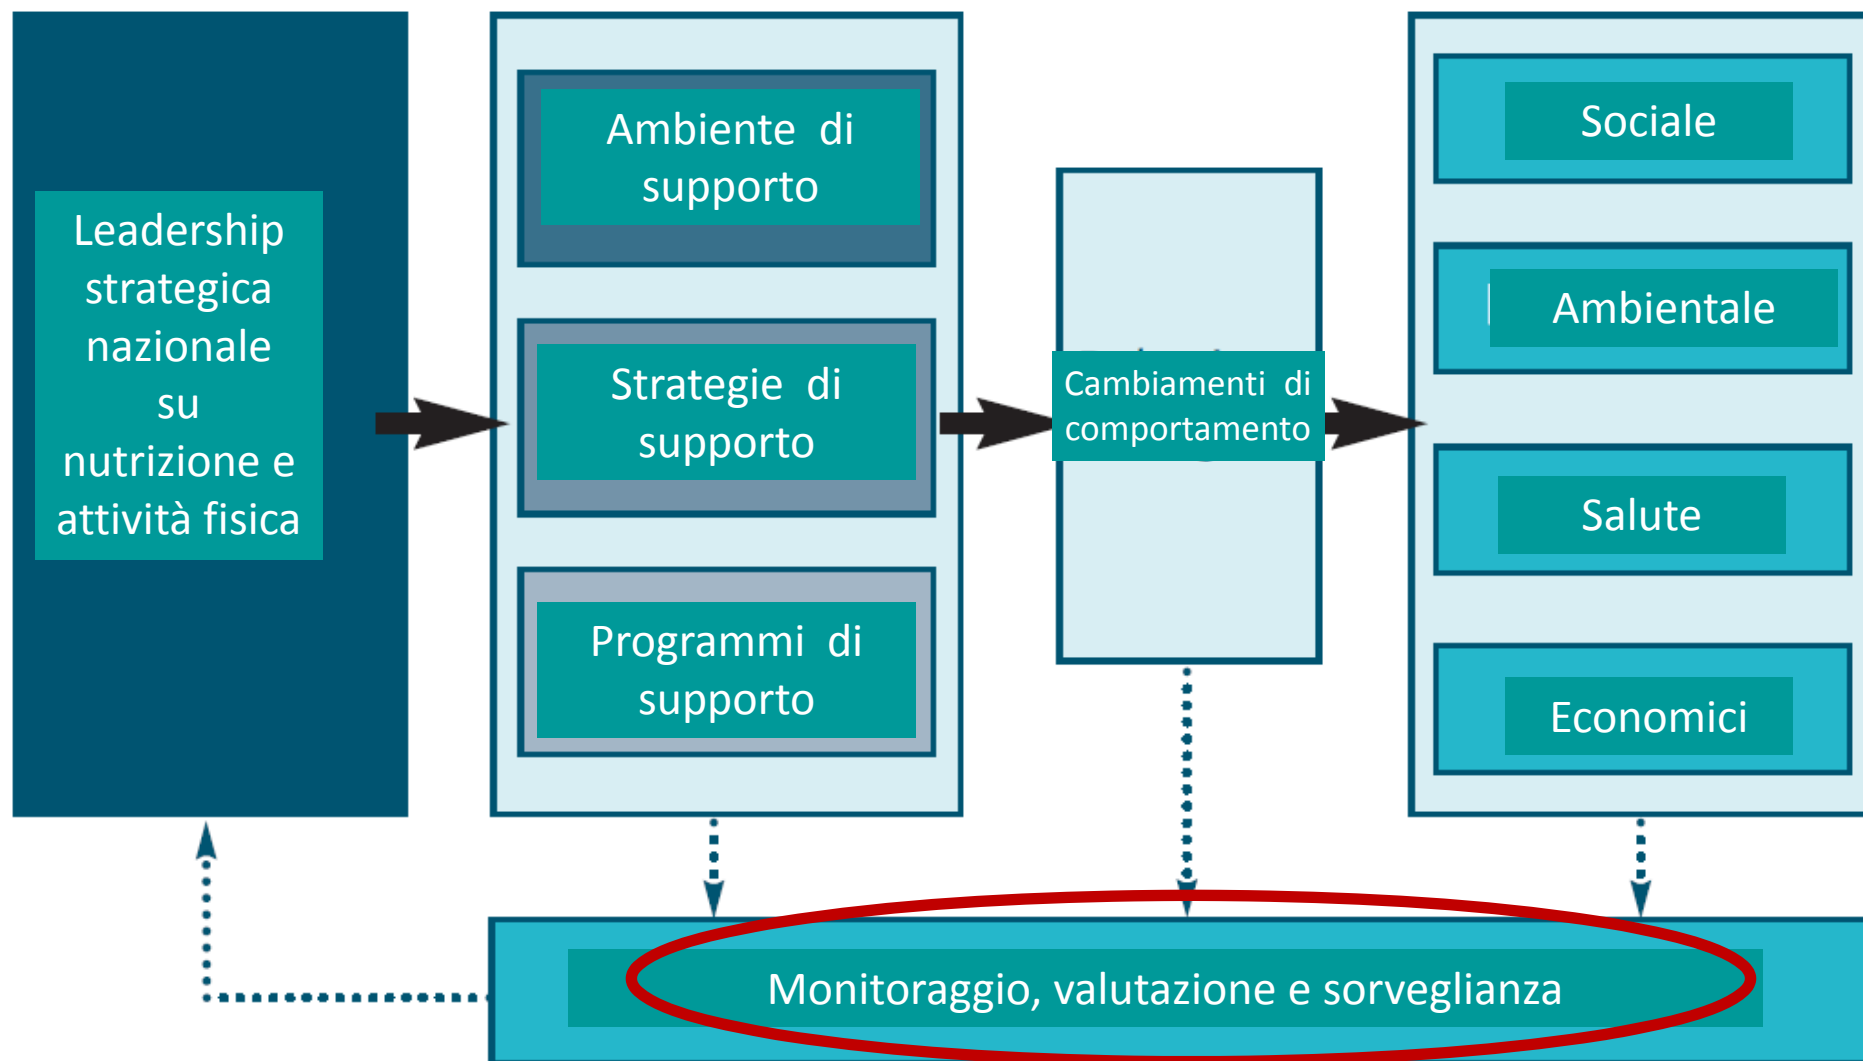 Leadership
strategica
nazionale
su
nutrizione e
attività fisica
Ambiente di
supporto
Strategie di
supporto
Programmi di
supporto
Cambiamenti di
comportamento
Sociale
Ambientale
Salute
Economici
Monitoraggio, valutazione e sorveglianza